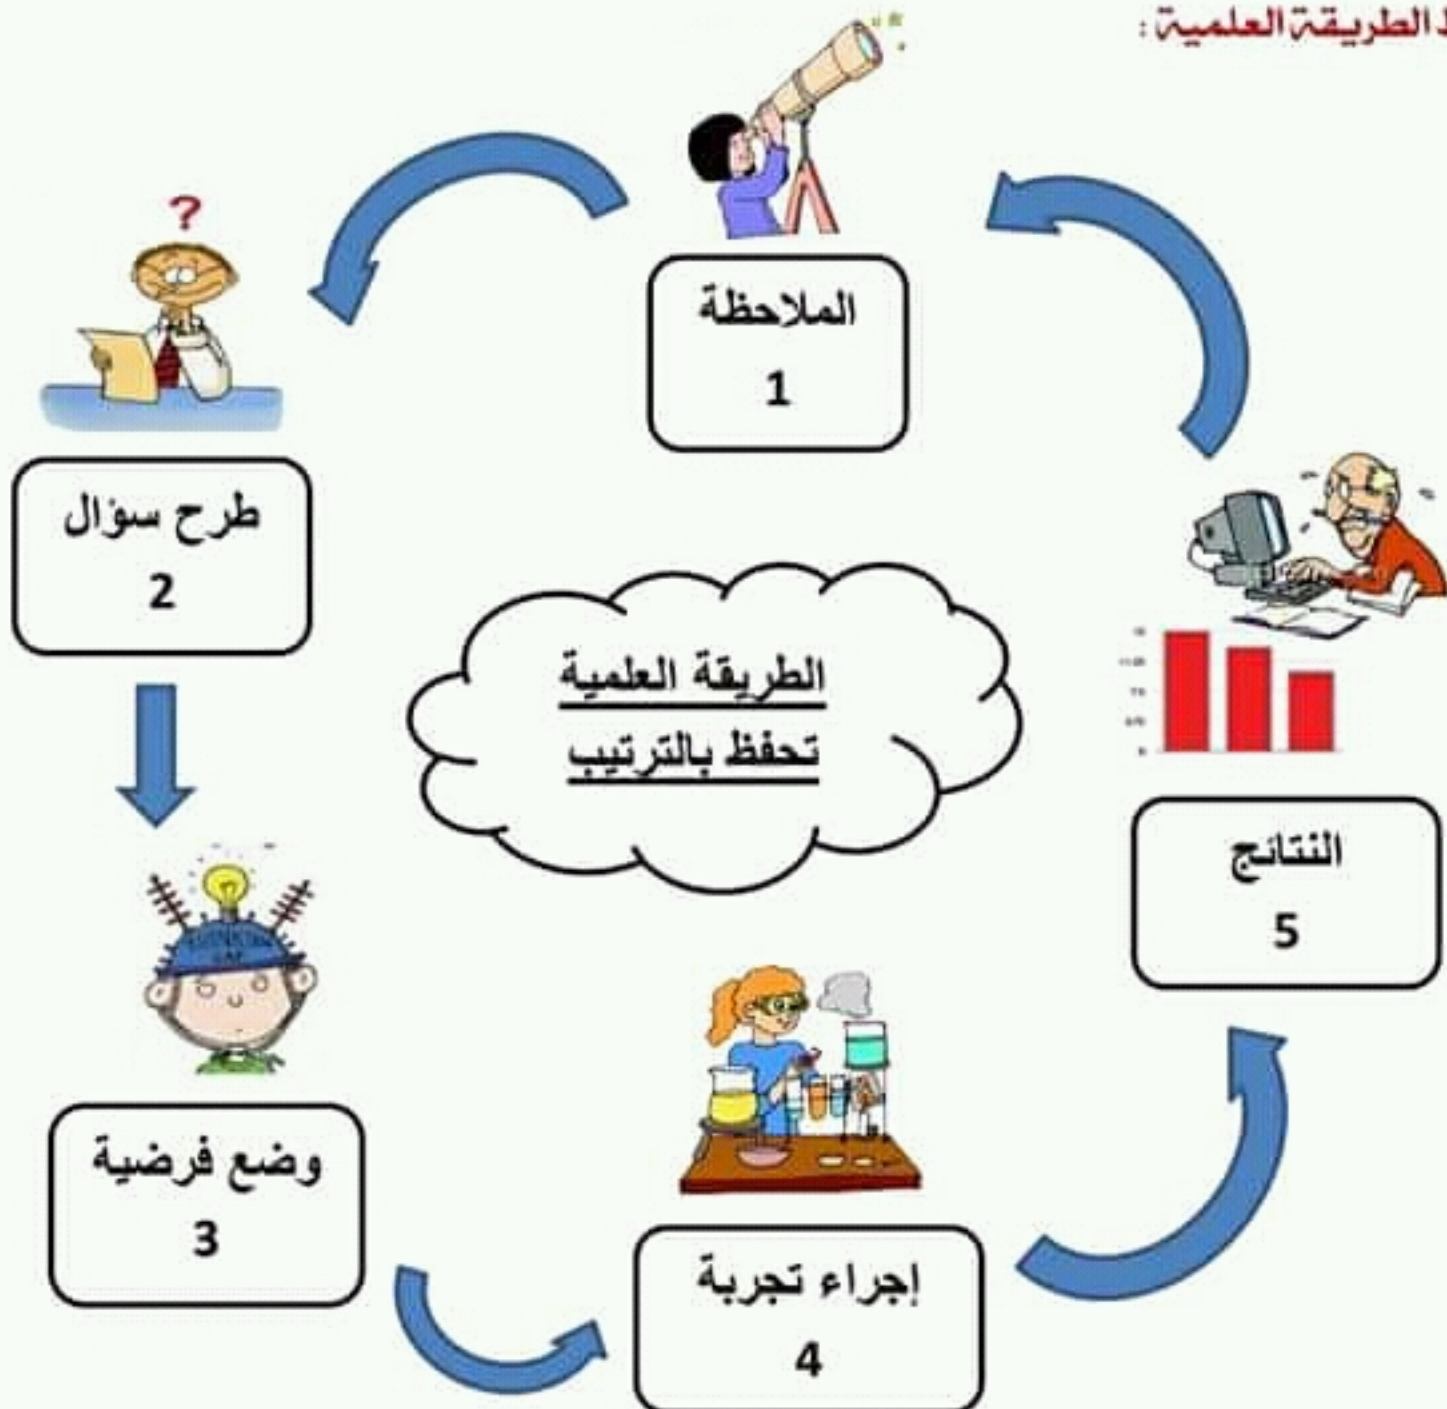 الطريقة العلمية :
الملاحظة
1
طرح سؤال
2
الطريقة العلمية
تحفظ بالترتيب
النتائج
5
وضع فرضية
3
إجراء تجربة
4
?